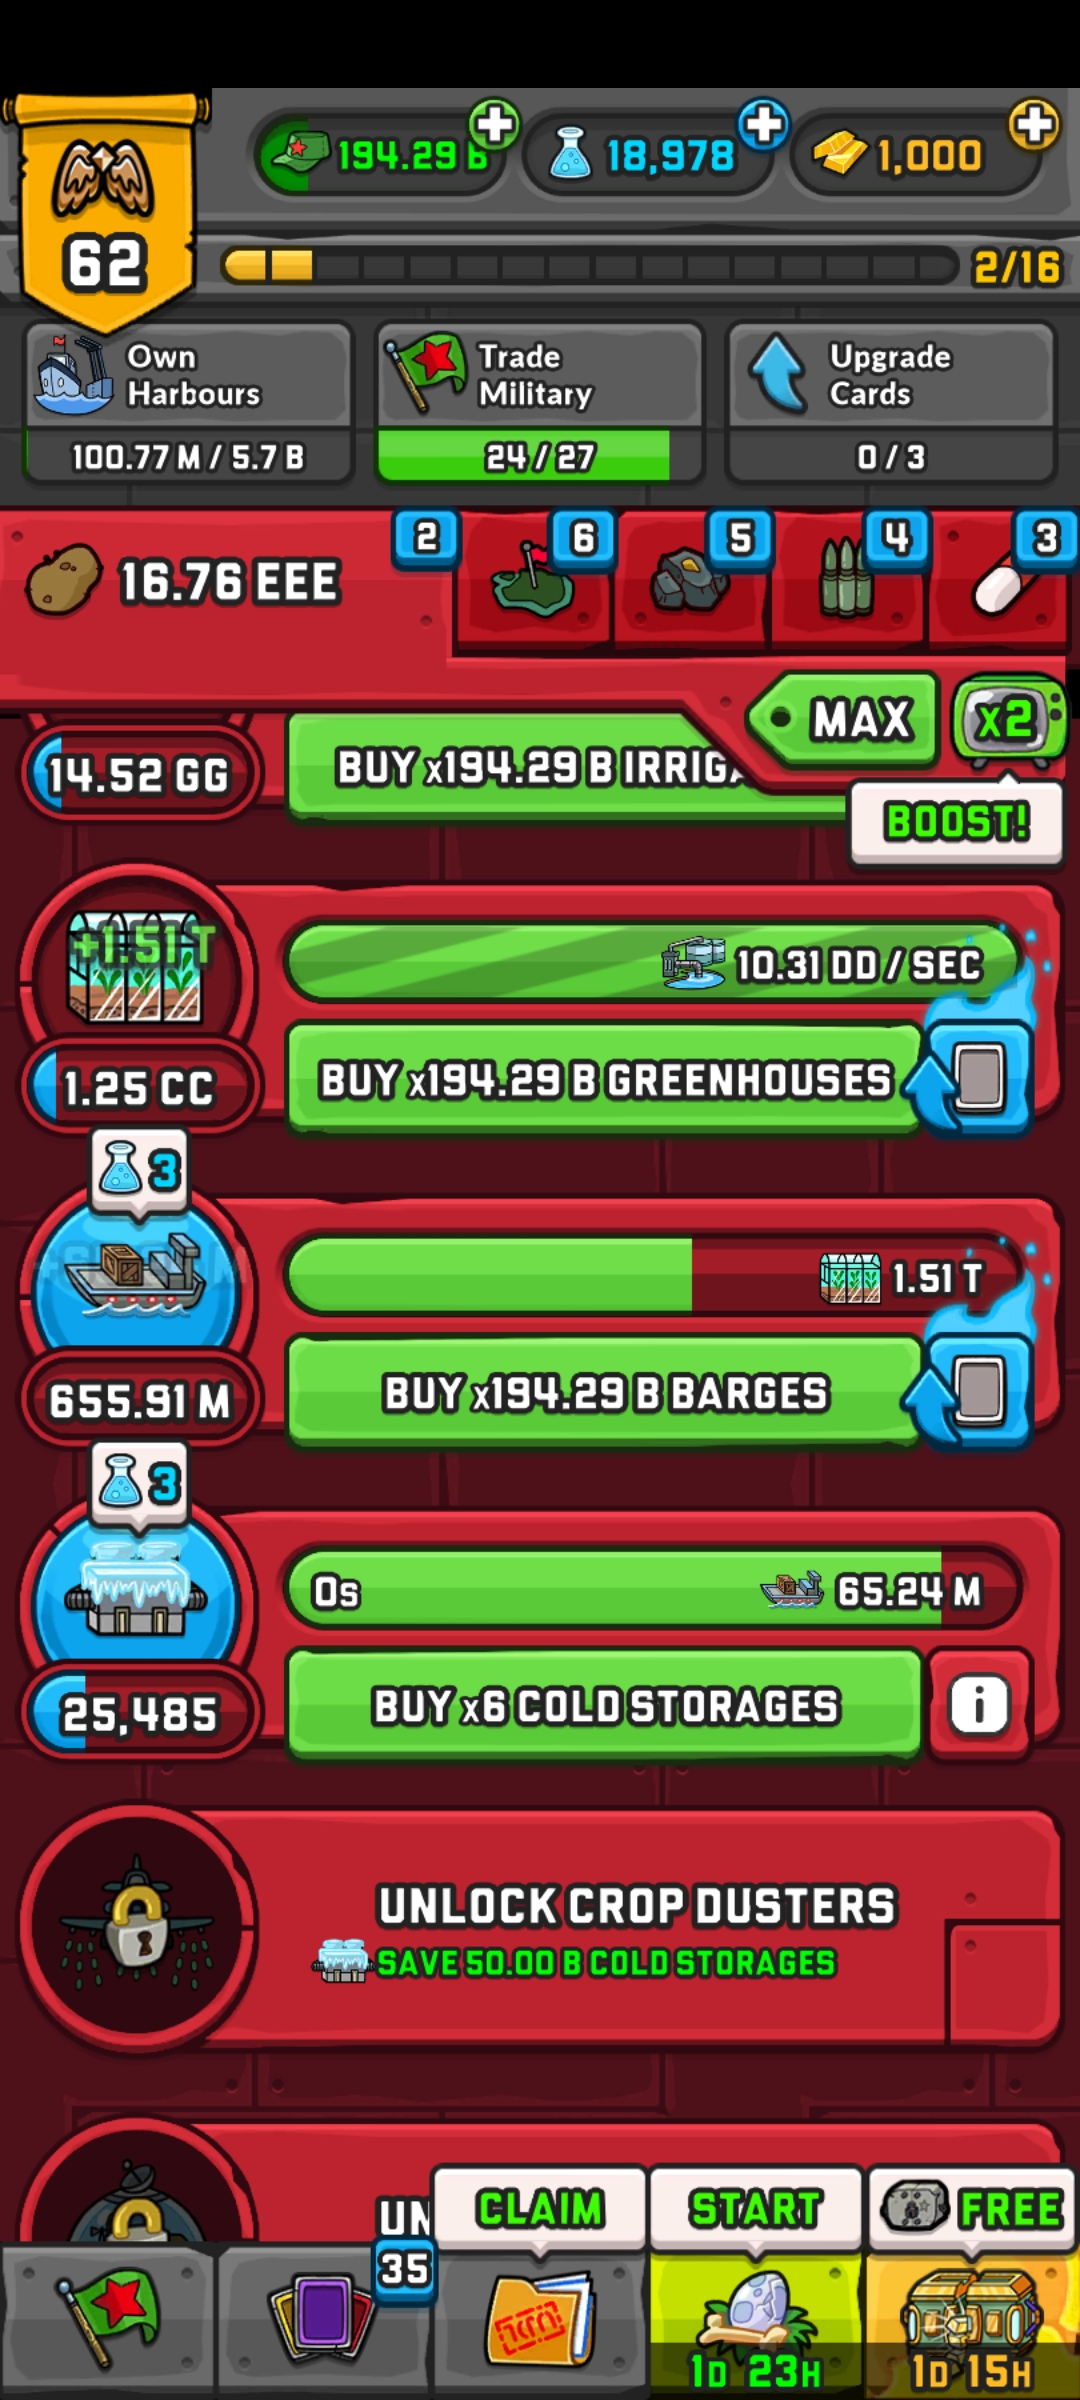 194.29 B
18,978
1,000
62
2/16
Own
Harbours
Trade
Military
Upgrade
Cards
100.77 M / 5.7 B
24 / 27
0 / 3
16.76 EEE
2
6
5
4
3
MAX
x2
14.52 GG
BUY x194.29 B IRRIGA
BOOST!
+1.51 T
10.31 DD / SEC
1.25 CC
BUY x194.29 B GREENHOUSES
3
1.51 T
655.91 M
BUY x194.29 B BARGES
3
0s
65.24 M
25,485
BUY x6 COLD STORAGES
i
UNLOCK CROP DUSTERS
SAVE 50.00 B COLD STORAGES
UN
CLAIM
START
FREE
35
1D 23H
1D 15H